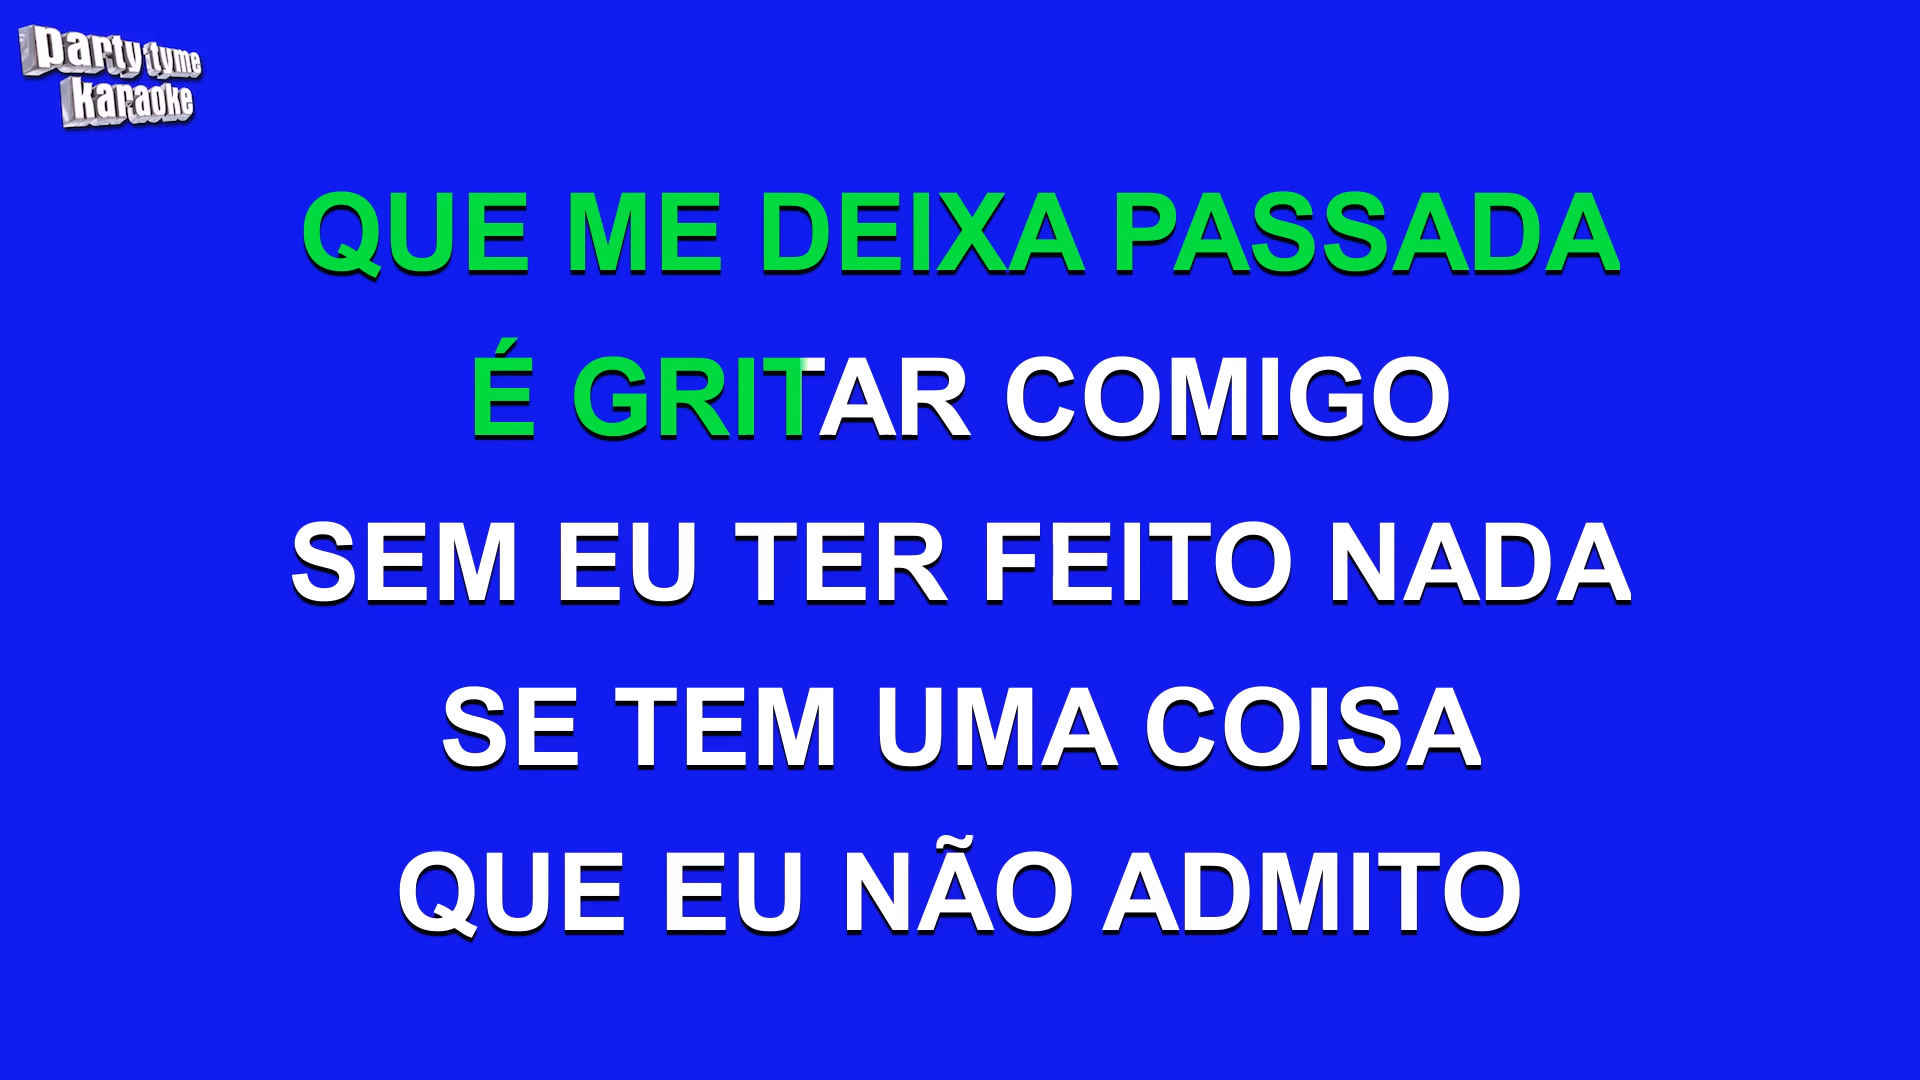 party tyme
karaoke
QUE ME DEIXA PASSADA
É GRITAR COMIGO
SEM EU TER FEITO NADA
SE TEM UMA COISA
QUE EU NÃO ADMITO